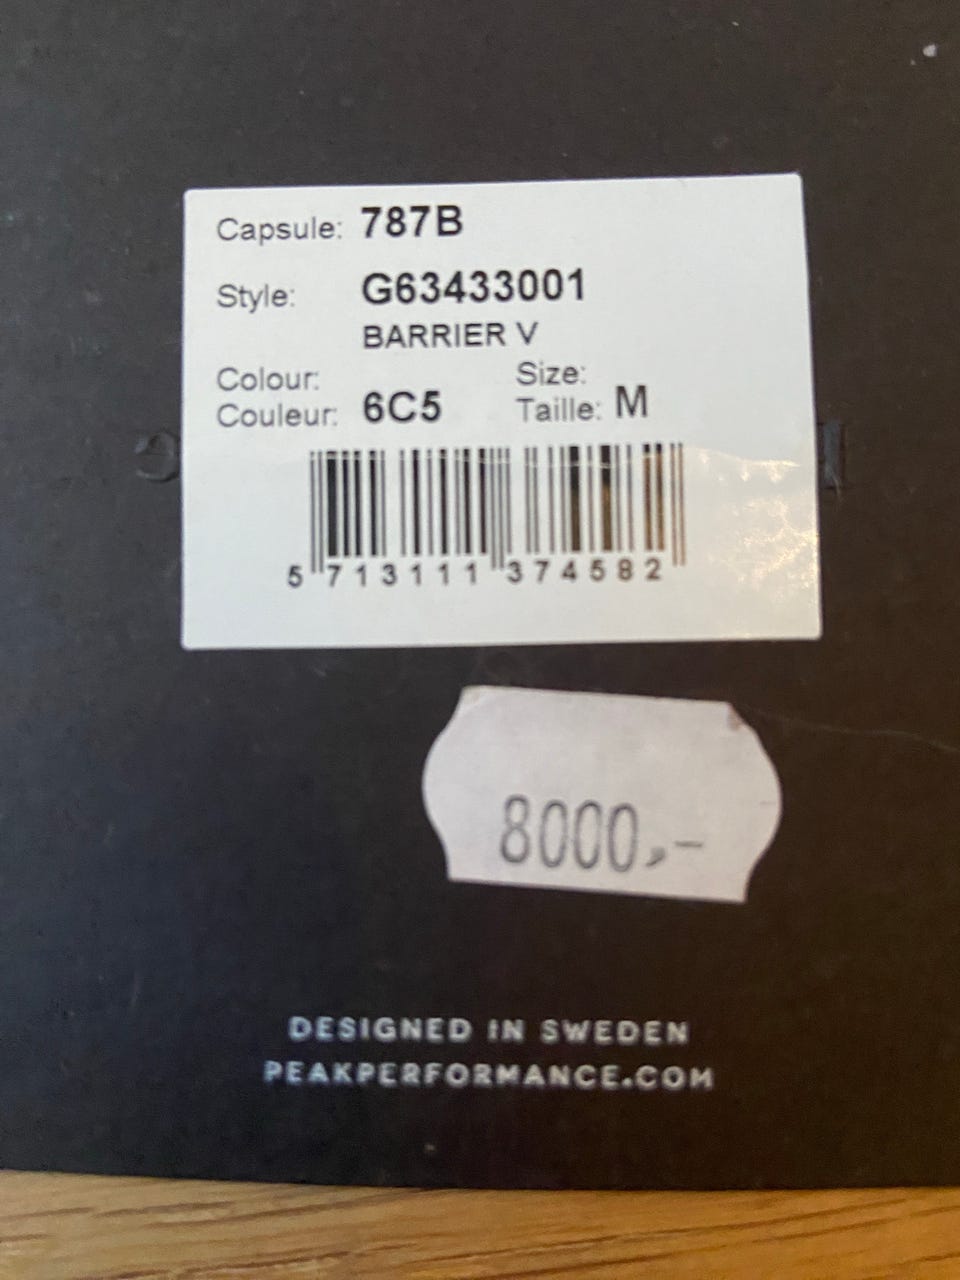 Capsule: 787B
Style: G63433001
BARRIER V
Colour:
Couleur: 6C5
Size:
Taille: M
5 713111 374582
8000,-
DESIGNED IN SWEDEN
PEAKPERFORMANCE.COM